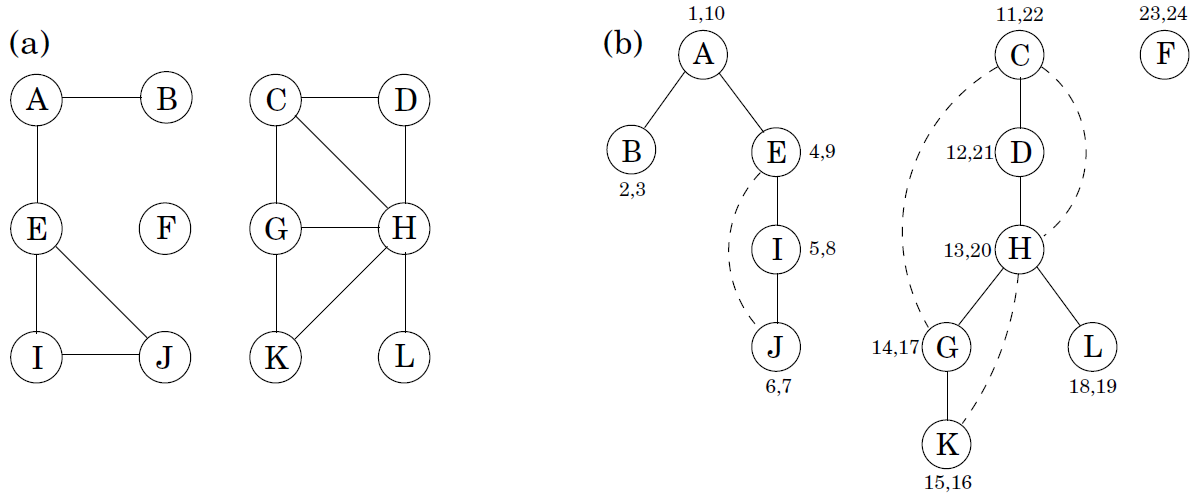 (a)
A B C D
E F G H
I J K L
(b)
1,10 11,22 23,24
A C F
B E 4,9 12,21 D
2,3
I 5,8 13,20 H
J 14,17 G L
6,7 18,19
K
15,16